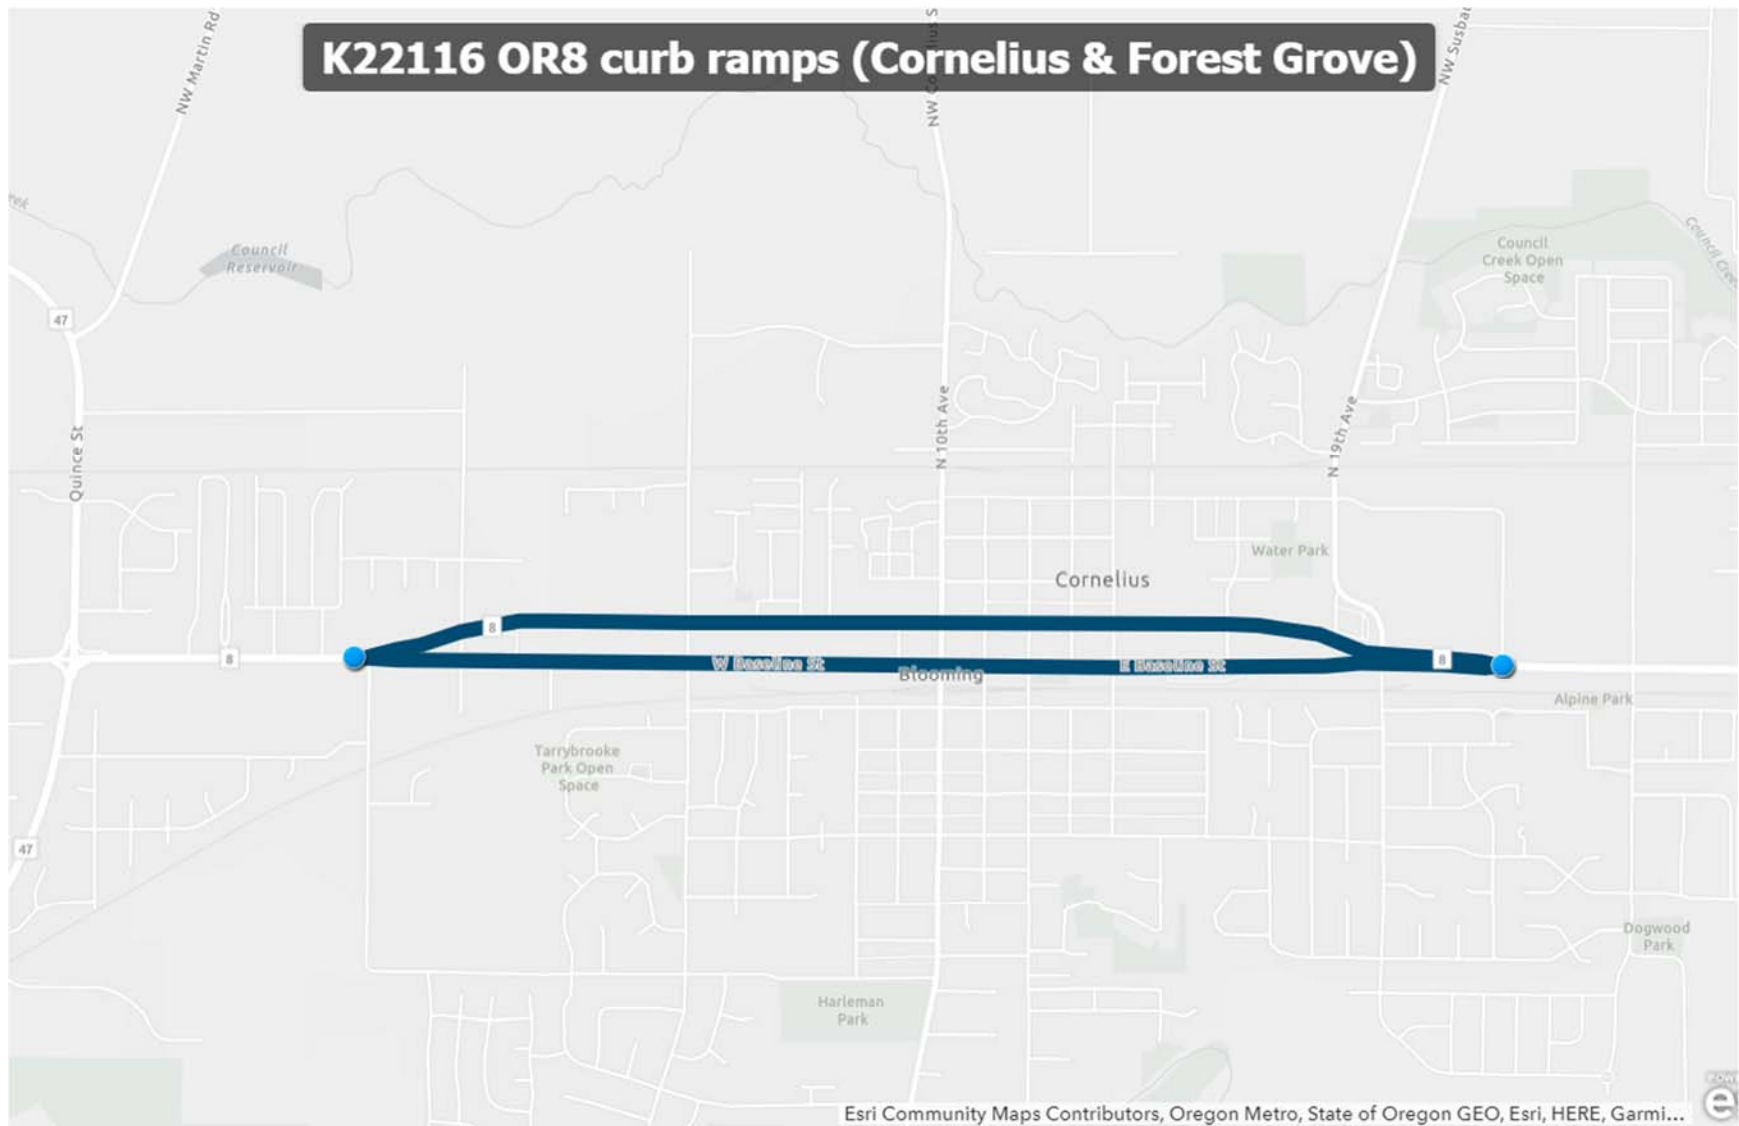 K22116 OR8 curb ramps (Cornelius & Forest Grove)
NW Martin Rd
NW Susbau
Council
Reservoir
Council
Creek Open
Space
47
Quince St
N 10th Ave
N 19th Ave
Water Park
Cornelius
8
8
8
W Baseline St
E Baseline St
Blooming
Alpine Park
Tarrybrooke
Park Open
Space
47
Dogwood
Park
Harleman
Park
Esri Community Maps Contributors, Oregon Metro, State of Oregon GEO, Esri, HERE, Garmi...